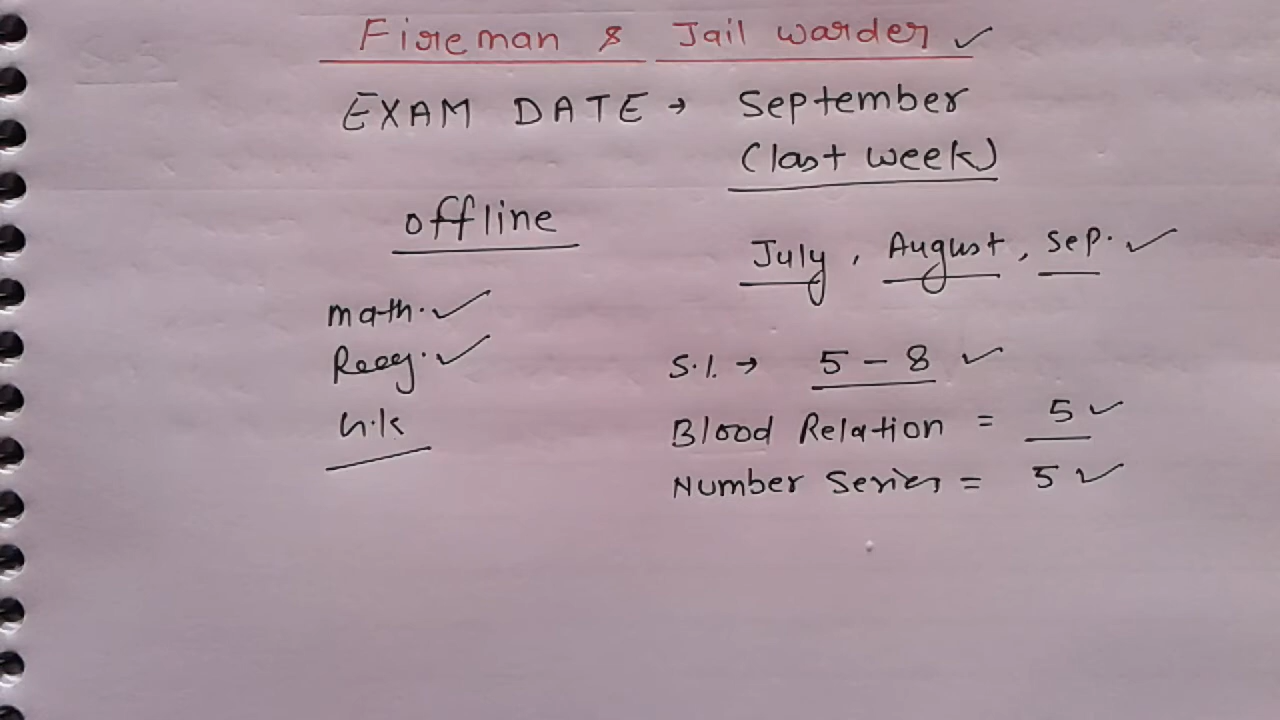 Fireman & Jail warder
EXAM DATE → September
(last week)
offline
July, August, Sep.
math.
Reag.
S.I. → 5 - 8
G.K
Blood Relation = 5
Number Series = 5